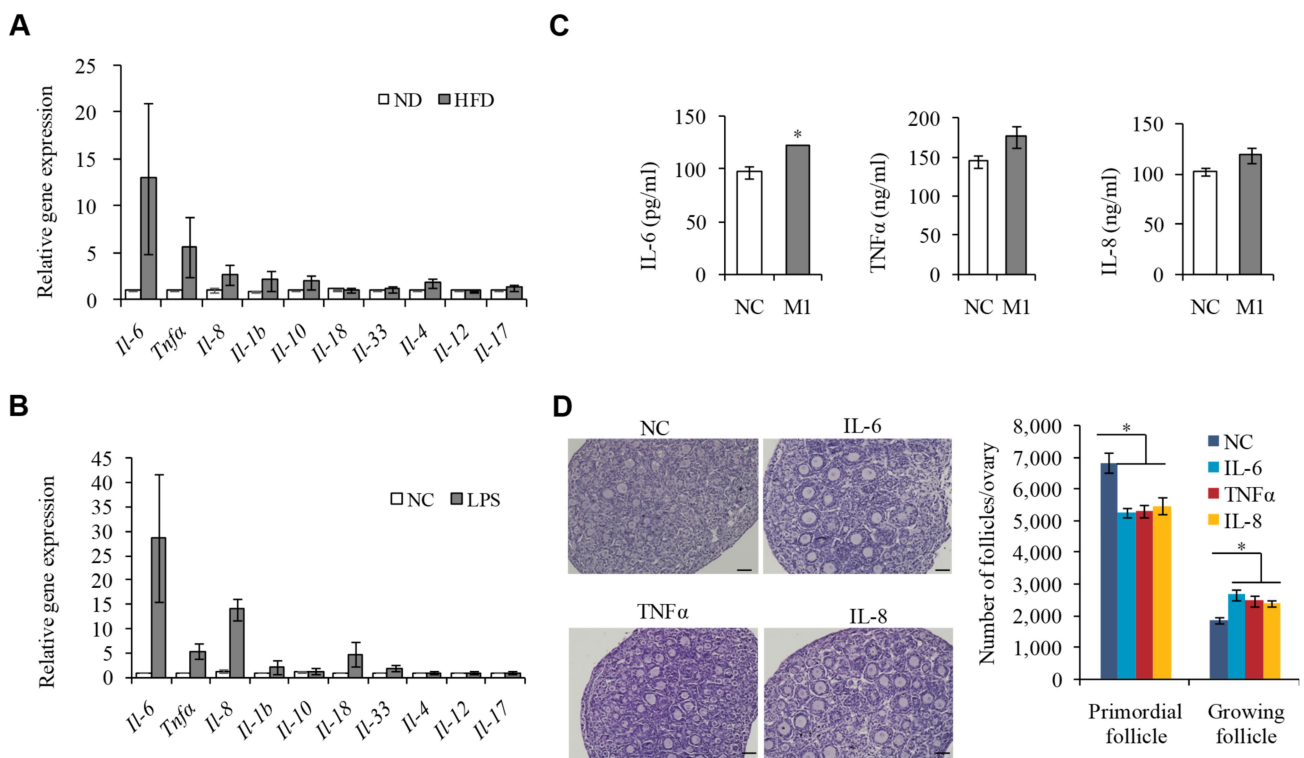 A
Relative gene expression
25
20
15
10
5
0
ND HFD
Il-6 Tnfα Il-8 Il-1b Il-10 Il-18 Il-33 Il-4 Il-12 Il-17
B
Relative gene expression
45
40
35
30
25
20
15
10
5
0
NC LPS
Il-6 Tnfα Il-8 Il-1b Il-10 Il-18 Il-33 Il-4 Il-12 Il-17
C
IL-6 (pg/ml)
150
100
50
0
*
NC M1
TNFα (ng/ml)
200
150
100
50
0
NC M1
IL-8 (ng/ml)
150
100
50
0
NC M1
D
NC
IL-6
TNFα
IL-8
Number of follicles/ovary
8,000
7,000
6,000
5,000
4,000
3,000
2,000
1,000
0
*
*
NC
IL-6
TNFα
IL-8
Primordial
follicle
Growing
follicle